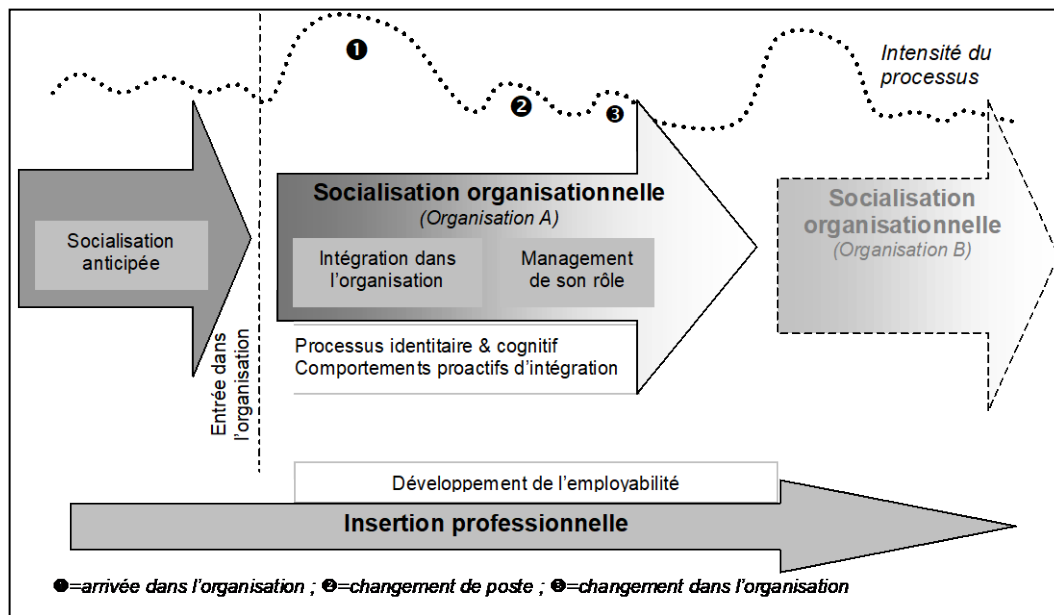 ❶
Intensité du
processus
❷
❸
Socialisation organisationnelle
(Organisation A)
Socialisation
organisationnelle
(Organisation B)
Socialisation
anticipée
Intégration dans
l'organisation
Management
de son rôle
Entrée dans
l'organisation
Processus identitaire & cognitif
Comportements proactifs d'intégration
Développement de l'employabilité
Insertion professionnelle
❶=arrivée dans l'organisation ; ❷=changement de poste ; ❸=changement dans l'organisation